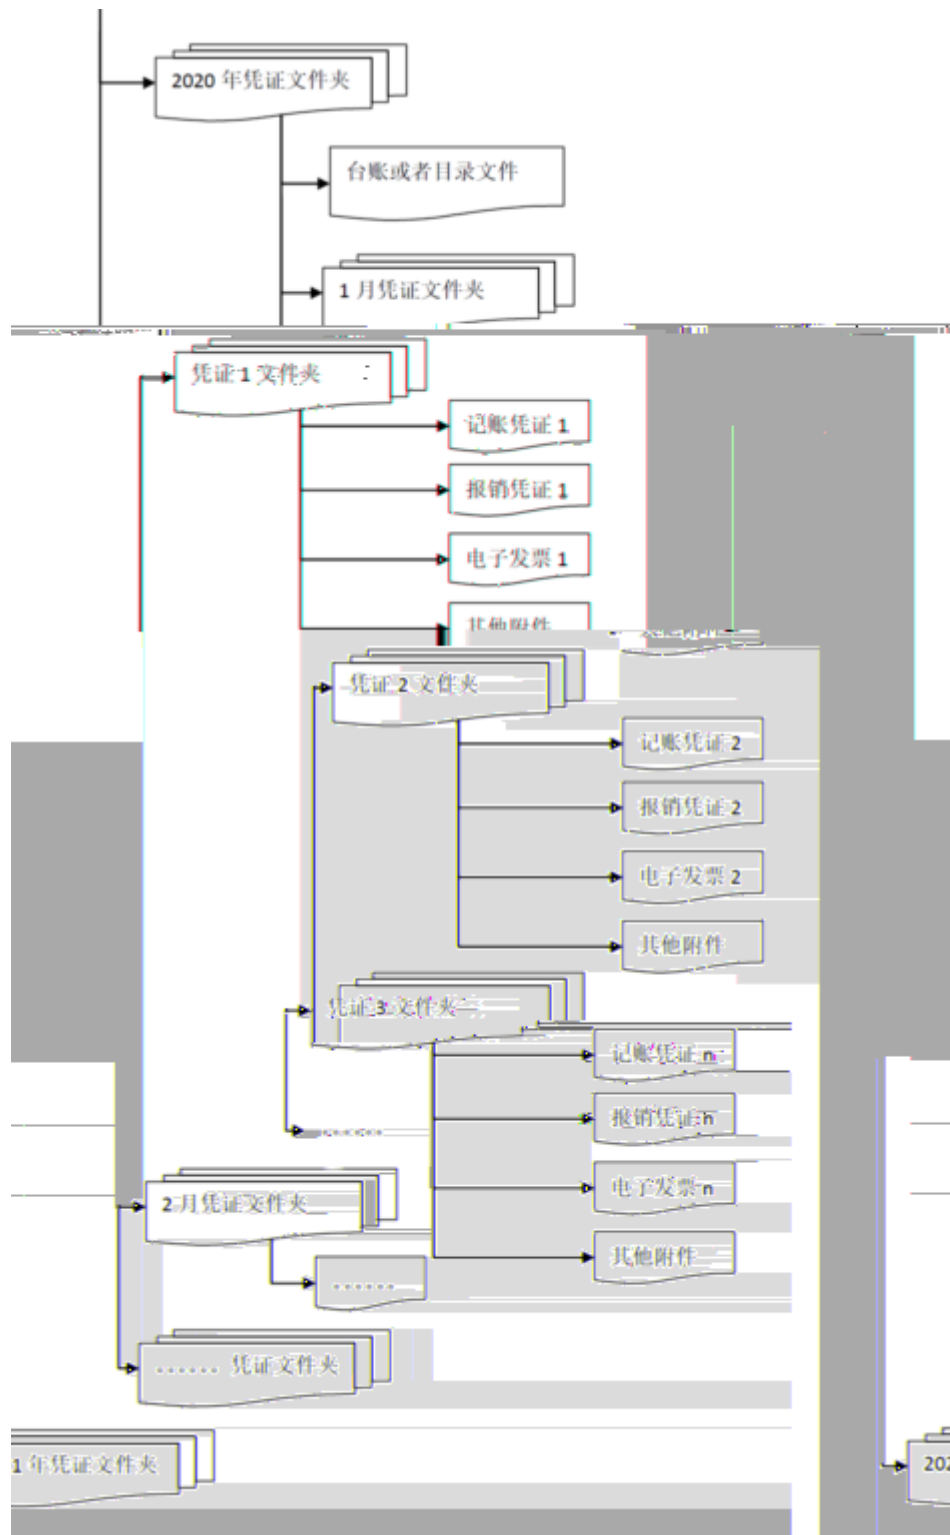 2020 年凭证文件夹
台账或者目录文件
1 月凭证文件夹
凭证 1 文件夹
记账凭证 1
报销凭证 1
电子发票 1
其他附件
凭证 2 文件夹
记账凭证 2
报销凭证 2
电子发票 2
其他附件
凭证 3 文件夹
记账凭证 n
报销凭证 n
······
电子发票 n
2 月凭证文件夹
其他附件
······
······ 凭证文件夹
1 年凭证文件夹
202